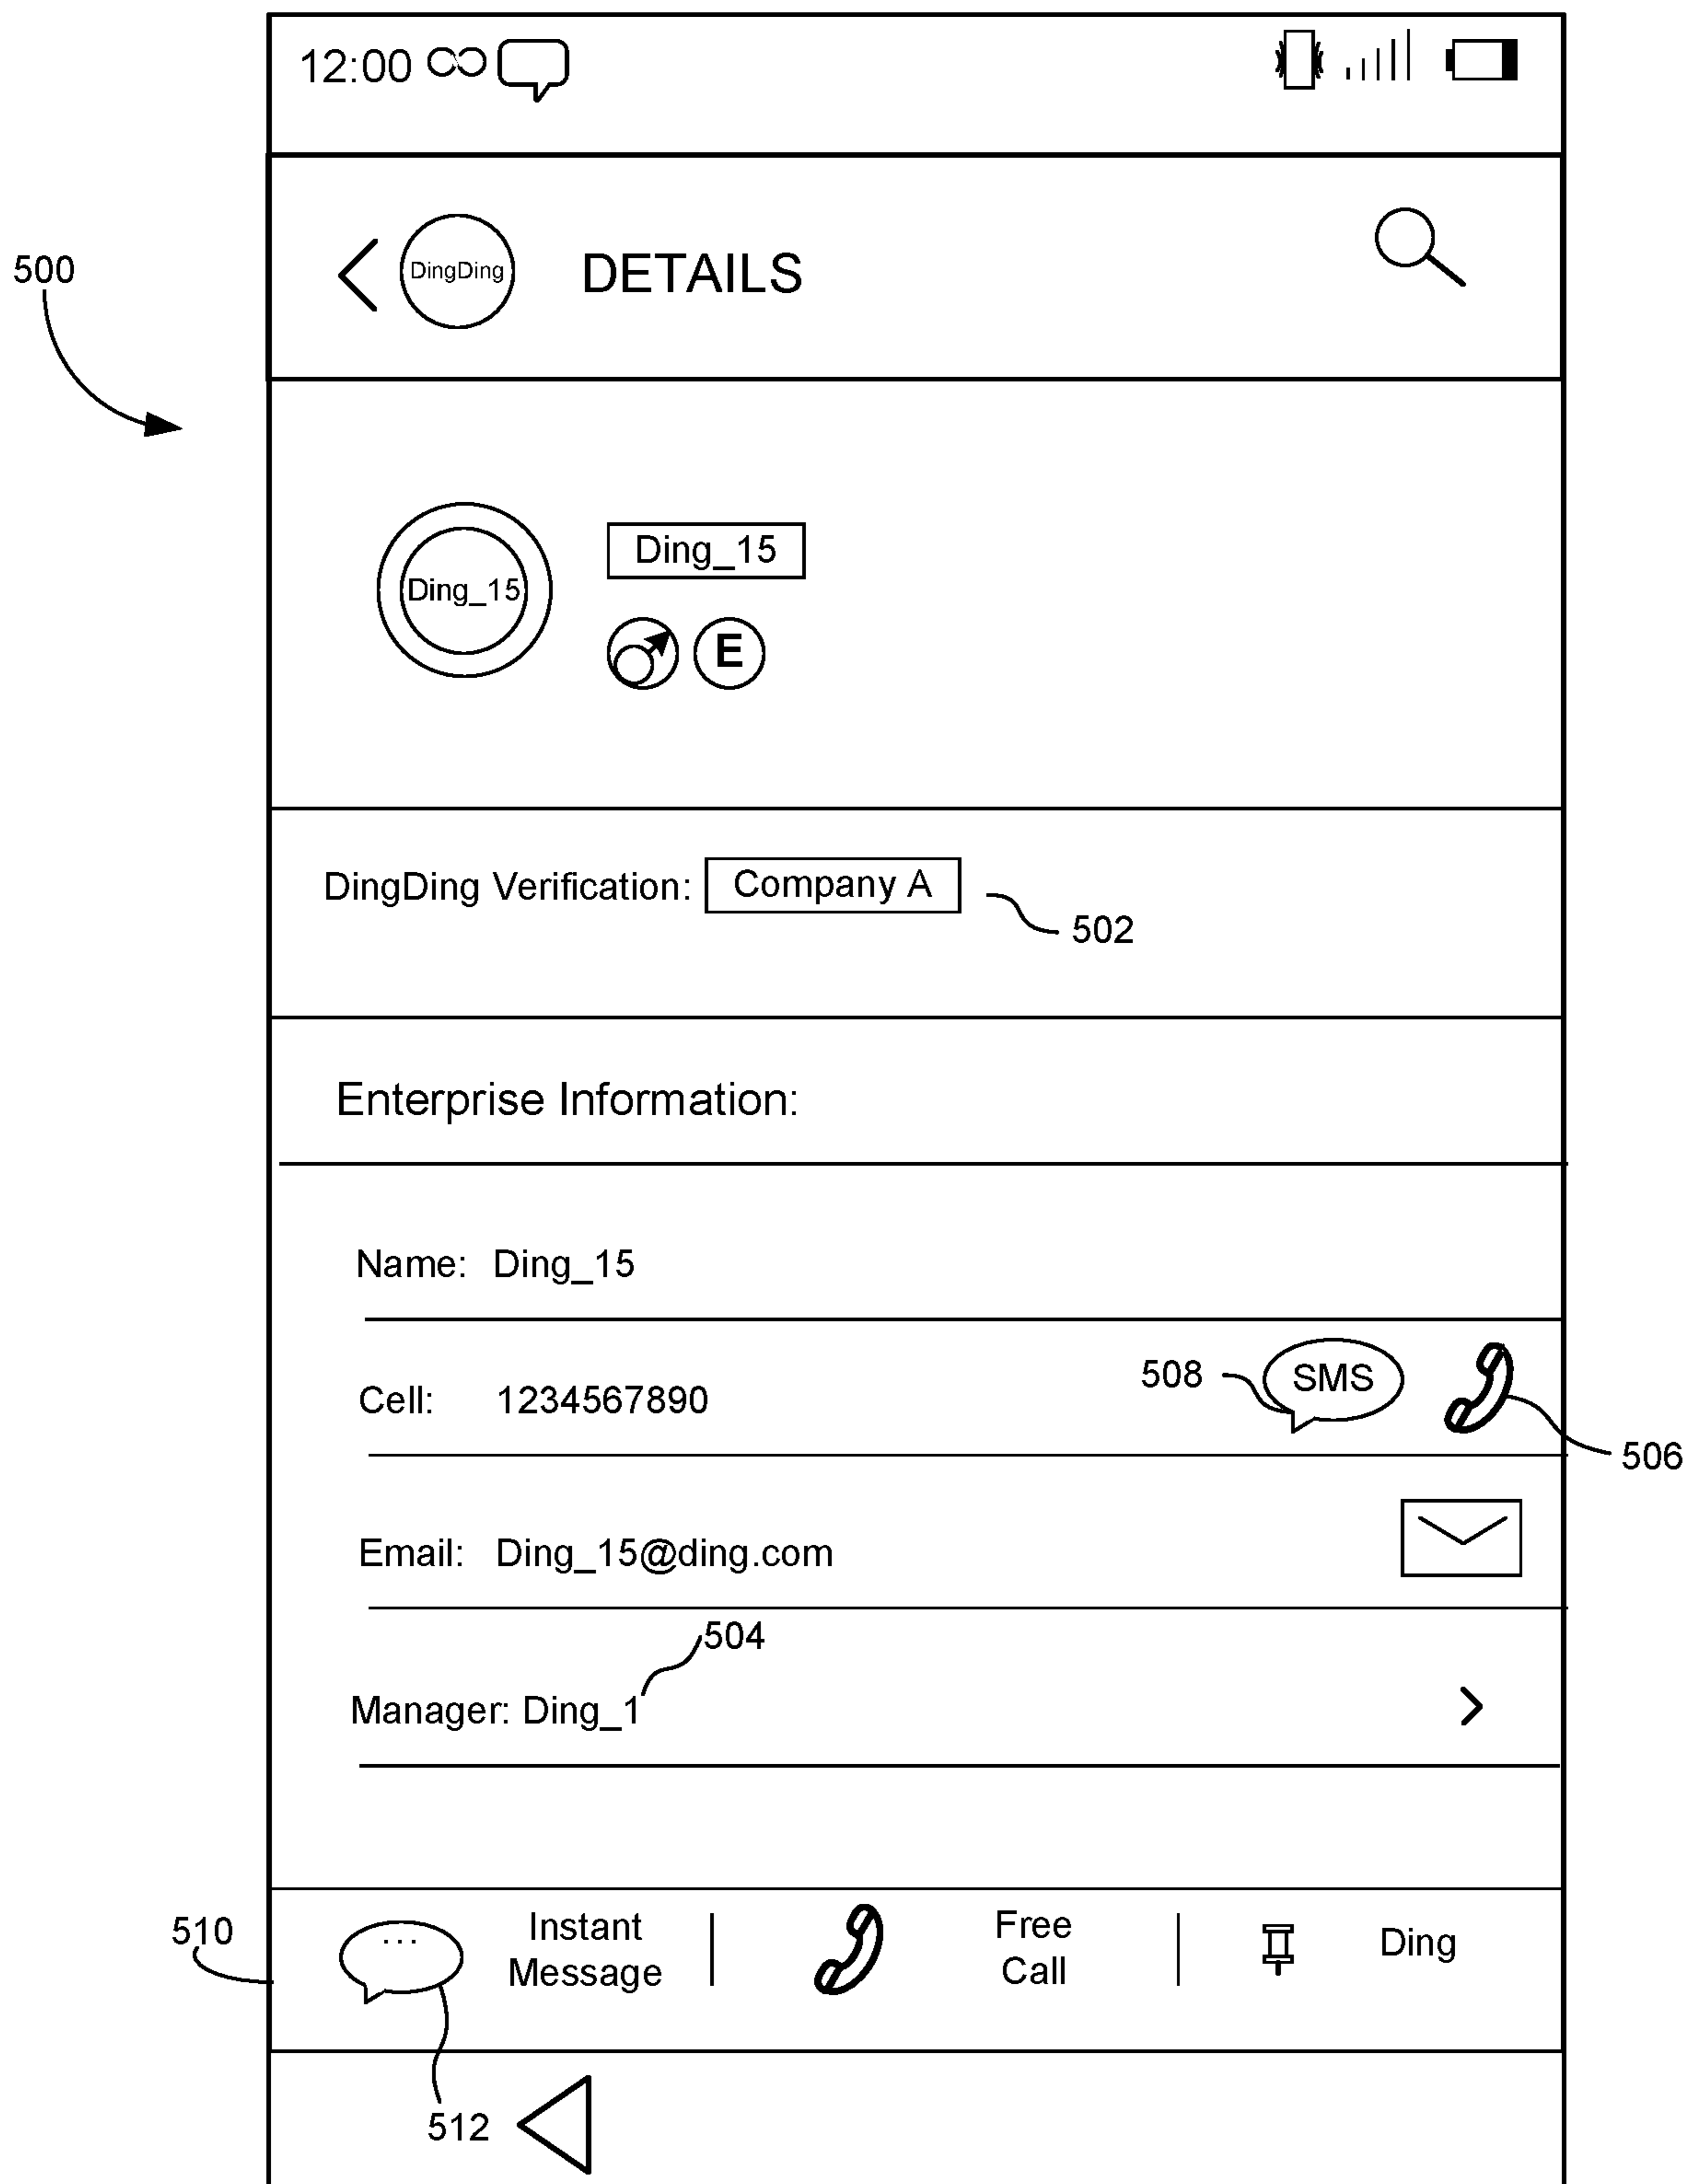 12:00
500
DingDing
DETAILS
Ding_15
Ding_15
E
DingDing Verification: Company A
502
Enterprise Information:
Name: Ding_15
508
SMS
Cell: 1234567890
506
Email: Ding_15@ding.com
504
Manager: Ding_1
510
...
Instant
Message
Free
Call
Ding
512